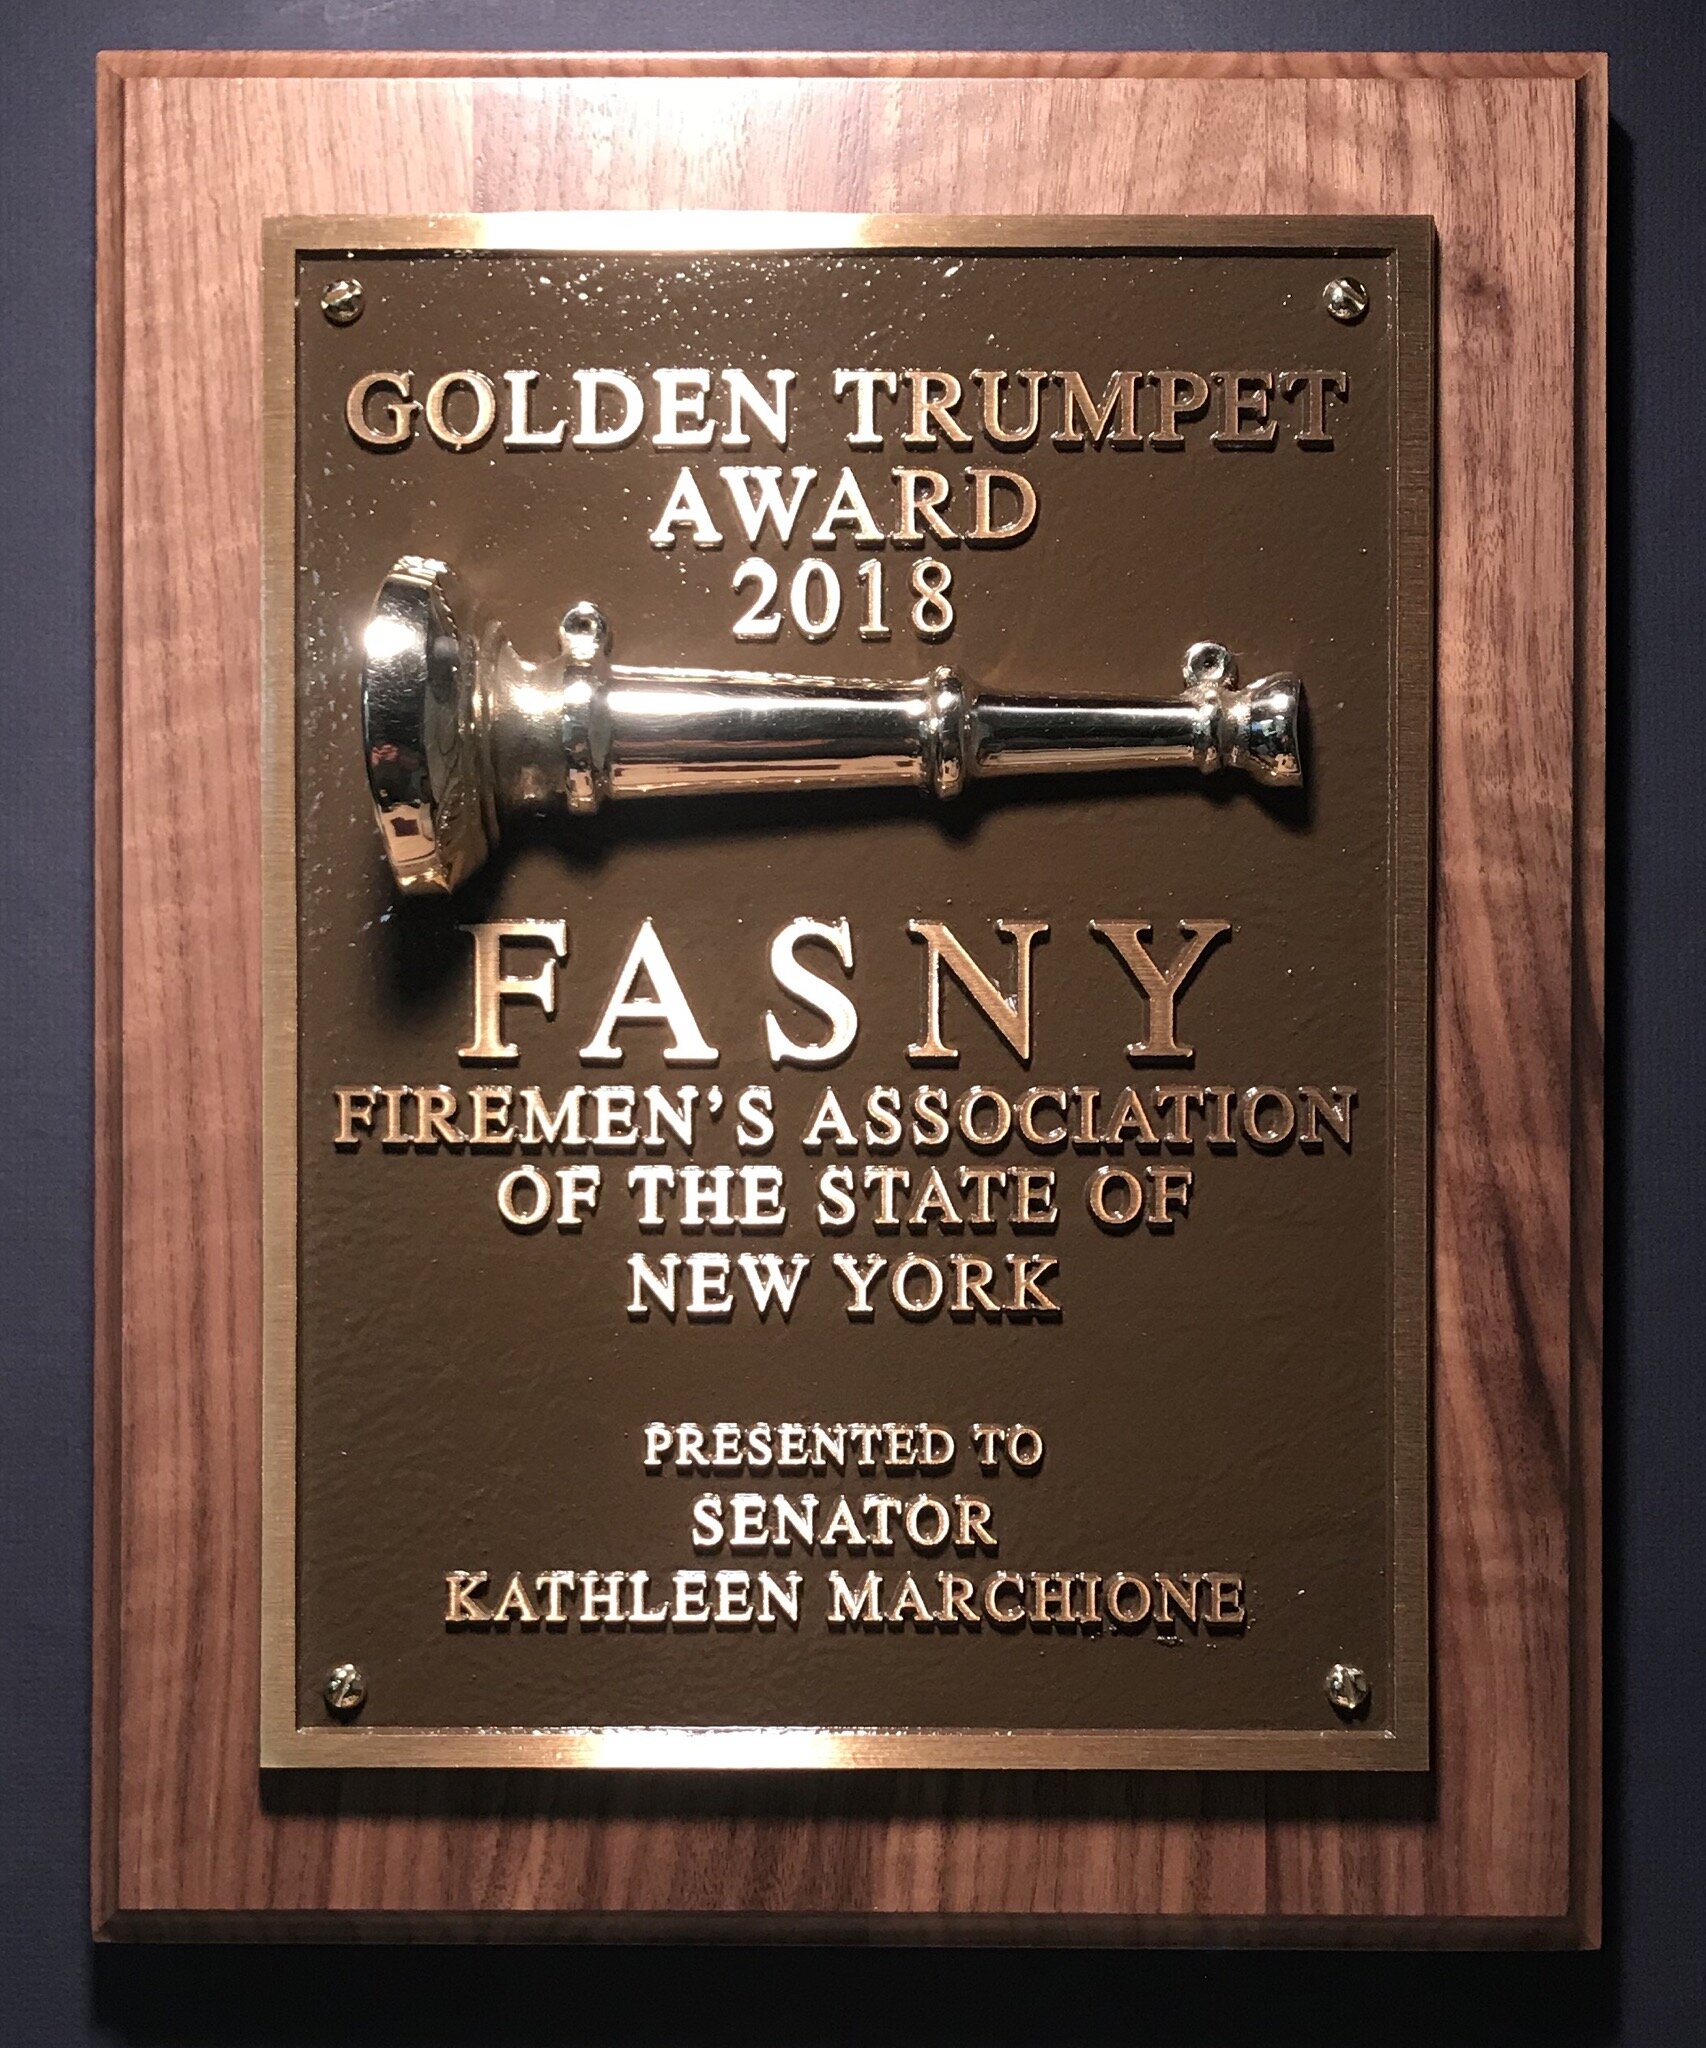 GOLDEN TRUMPET
AWARD
2018
FASNY
FIREMEN'S ASSOCIATION
OF THE STATE OF
NEW YORK
PRESENTED TO
SENATOR
KATHLEEN MARCHIONE